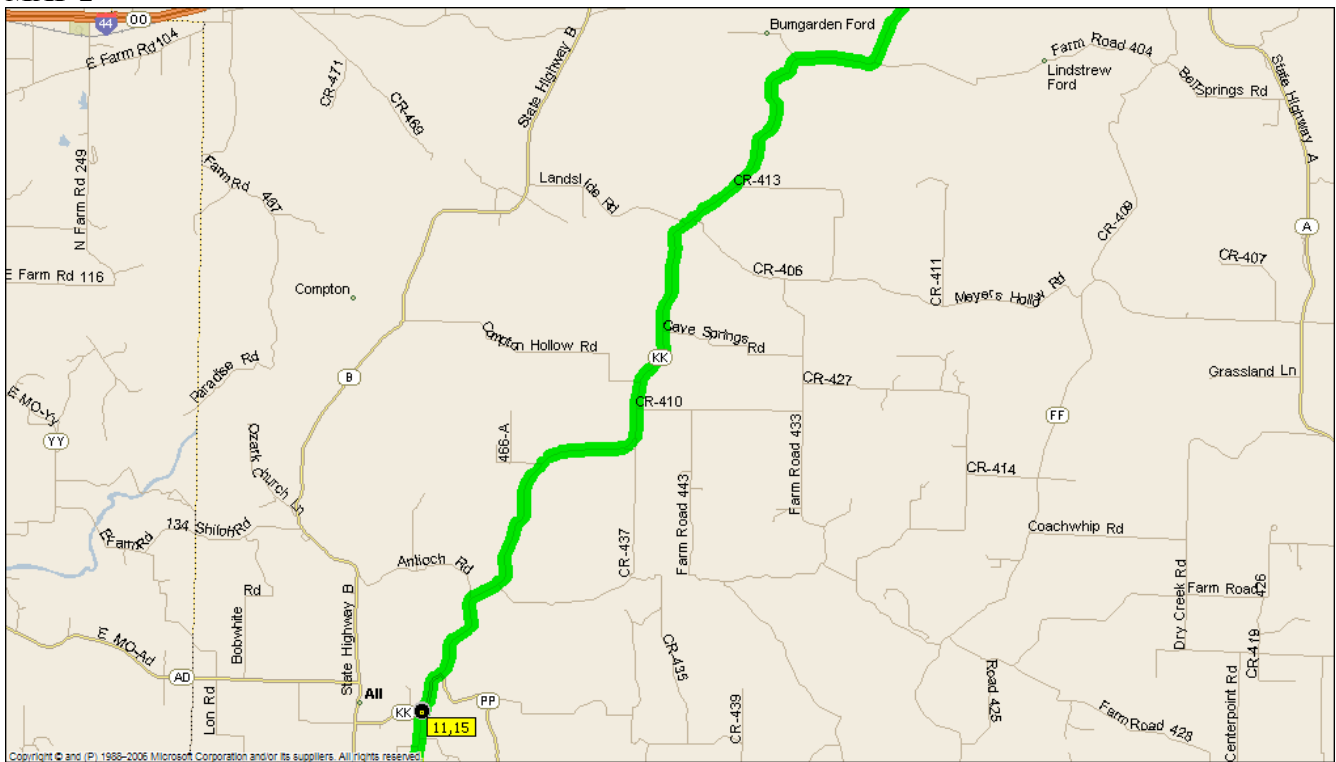 44
OO
E Farm Rd 104
Bumgarden Ford
Farm Road 404
Lindstrew
Ford
Bell Springs Rd
State Highway A
State Highway B
CR-471
CR-469
N Farm Rd 249
Farm Rd 467
Landslide Rd
CR-413
CR-409
A
E Farm Rd 116
Compton
CR-406
CR-411
CR-407
Meyers Hollow Rd
Compton Hollow Rd
Cave Springs Rd
KK
Paradise Rd
B
CR-427
Grassland Ln
E MO-Yy
YY
CR-410
FF
Ozark Church Ln
466-A
Farm Road 433
CR-414
Farm Road 443
134 Shiloh Rd
E Farm Rd
Coachwhip Rd
Antioch Rd
CR-437
Bobowhite Rd
State Highway B
Dry Creek Rd
Farm Road 426
E MO-Ad
AD
CR-435
CR-419
Lon Rd
All
KK
PP
11,15
CR-439
Road 425
Farm Road 428
Centerpoint Rd
Copyright © and (P) 1988–2006 Microsoft Corporation and/or its suppliers. All rights reserved.